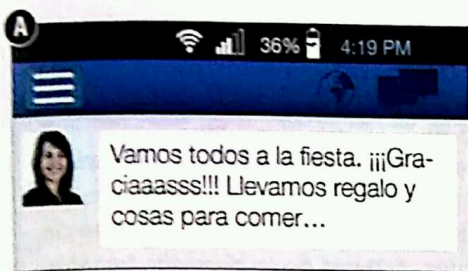 A
36% 4:19 PM
Vamos todos a la fiesta. ¡¡¡Gra-
ciaaasss!!! Llevamos regalo y
cosas para comer...